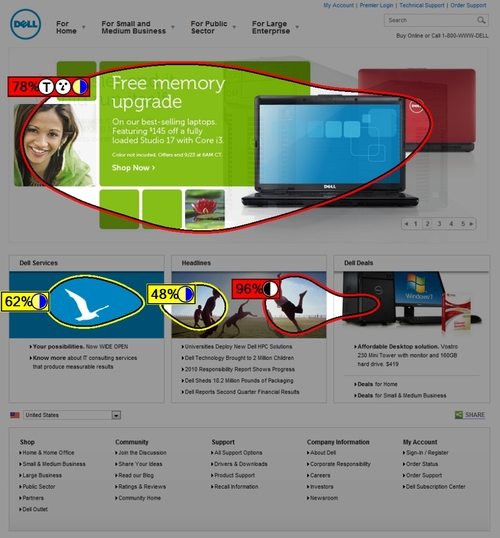 My Account | Premier Login | Technical Support | Order Support
DELL
For Home
For Small and Medium Business
For Public Sector
For Large Enterprise
Search
Buy Online or Call 1-800-WWW-DELL
78% T
Free memory
upgrade
On our best-selling laptops.
Featuring $145 off a fully
loaded Studio 17 with Core i3.
Color not included. Offers end 9/23 at 6AM CT.
Shop Now ›
DELL
« 1 2 3 4 5 »
Dell Services
Headlines
Dell Deals
62%
48%
96%
Windows 7
Your possibilities. Now WIDE OPEN
Know more about IT consulting services
that produce measurable results
Universities Deploy New Dell HPC Solutions
Dell Technology Brought to 2 Million Children
2010 Responsibility Report Shows Progress
Dell Sheds 18.2 Million Pounds of Packaging
Dell Reports Second Quarter Financial Results
Affordable Desktop solution. Vostro
230 Mini Tower with monitor and 160GB
hard drive. $419
Deals for Home
Deals for Small & Medium Business
United States
SHARE
Shop
Home & Home Office
Small & Medium Business
Large Business
Public Sector
Partners
Dell Outlet
Community
Join the Discussion
Share Your Ideas
Read our Blog
Ratings & Reviews
Community Home
Support
All Support Options
Drivers & Downloads
Product Support
Recall Information
Company Information
About Dell
Corporate Responsibility
Careers
Investors
Newsroom
My Account
Sign-in / Register
Order Status
Order Support
Dell Subscription Center